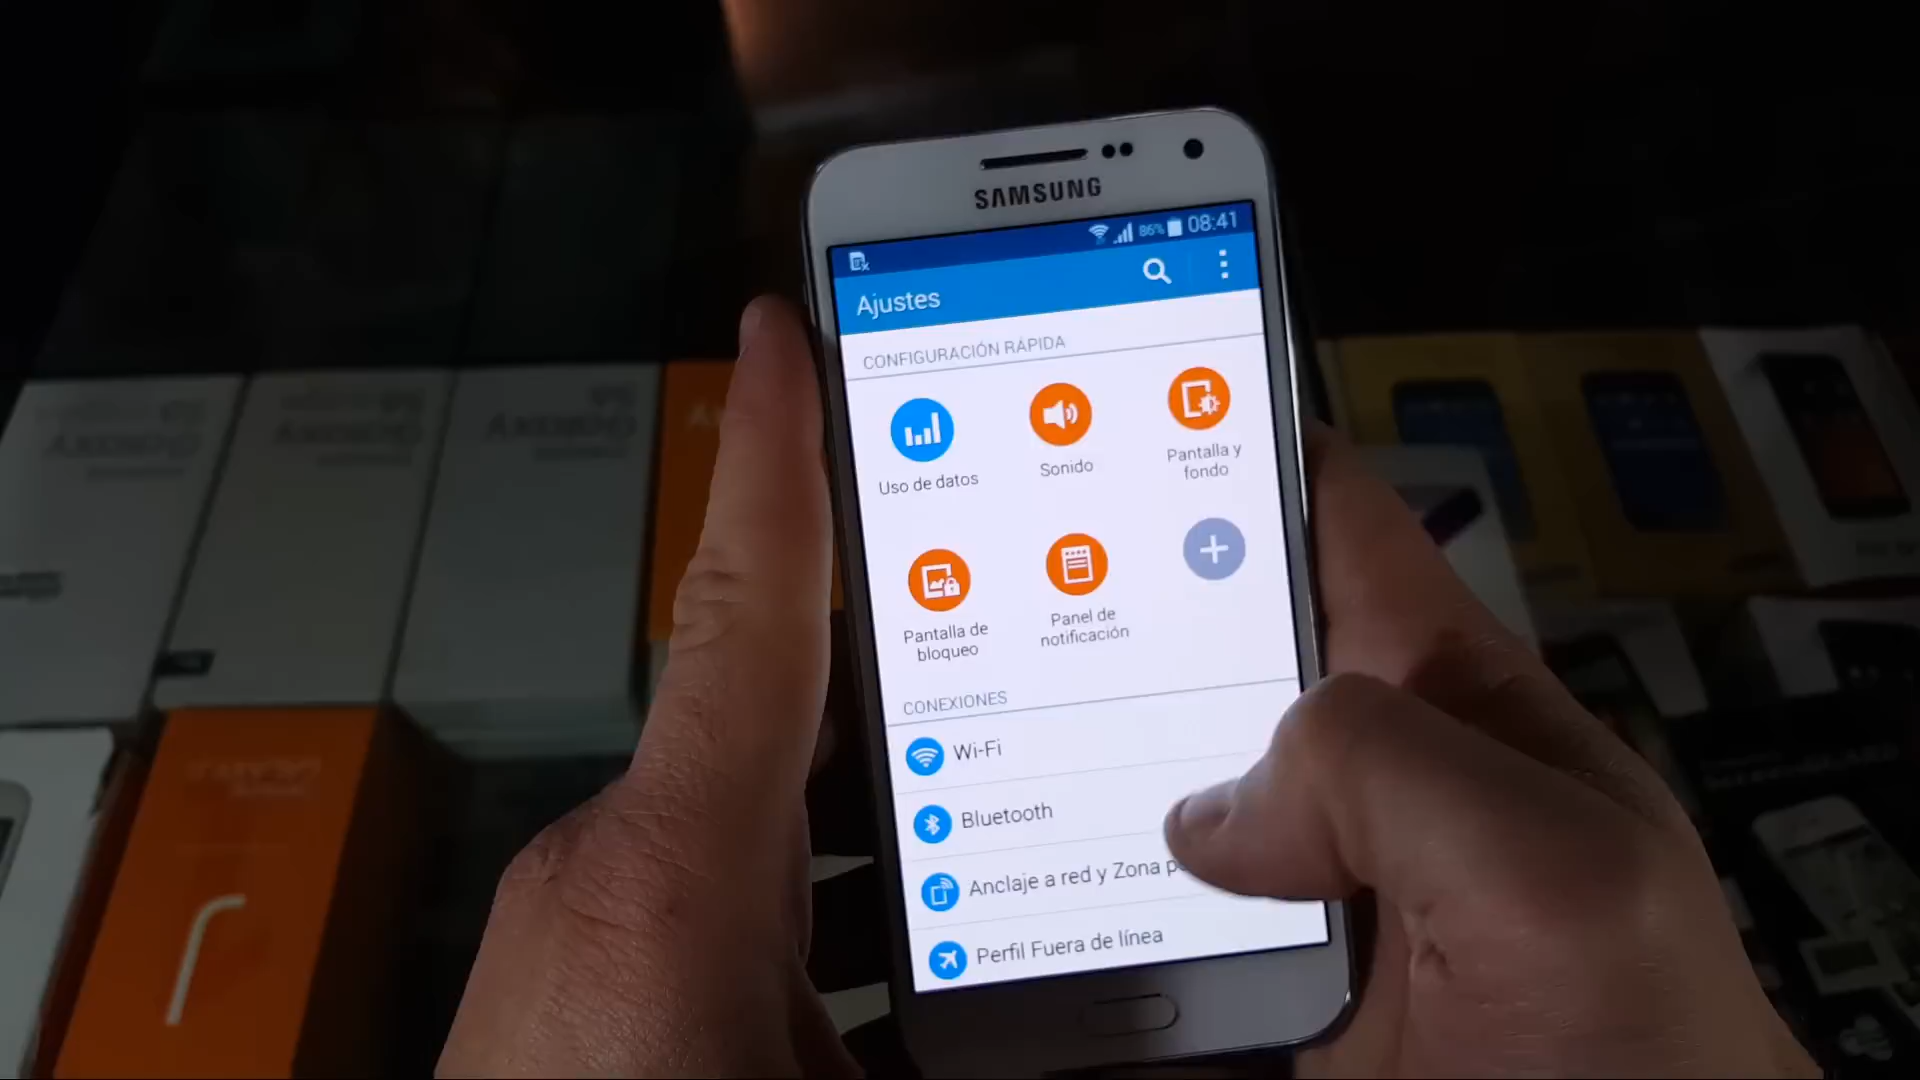 SAMSUNG
86% 08:41
Ajustes
CONFIGURACIÓN RÁPIDA
Uso de datos
Sonido
Pantalla y
fondo
Pantalla de
bloqueo
Panel de
notificación
CONEXIONES
Wi-Fi
Bluetooth
Anclaje a red y Zona
Perfil Fuera de línea